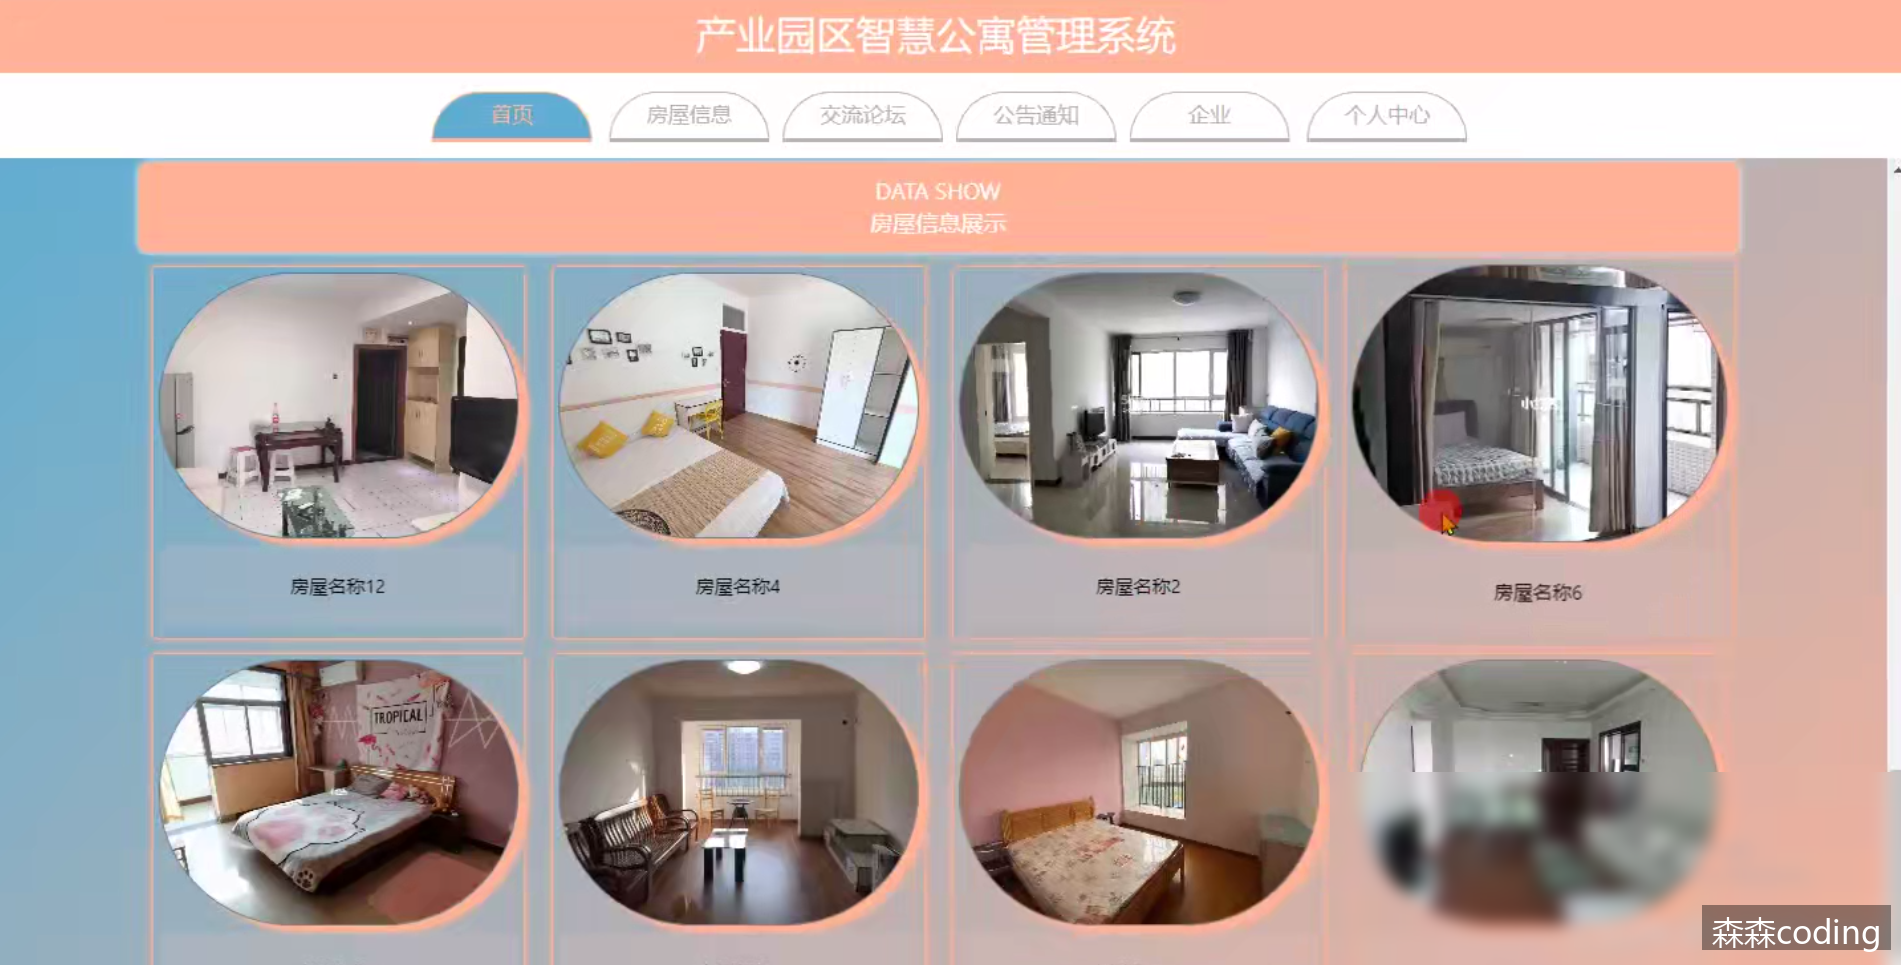 产业园区智慧公寓管理系统
首页
房屋信息
交流论坛
公告通知
企业
个人中心
DATA SHOW
房屋信息展示
房屋名称12
房屋名称4
房屋名称2
房屋名称6
TROPICAL
森森coding